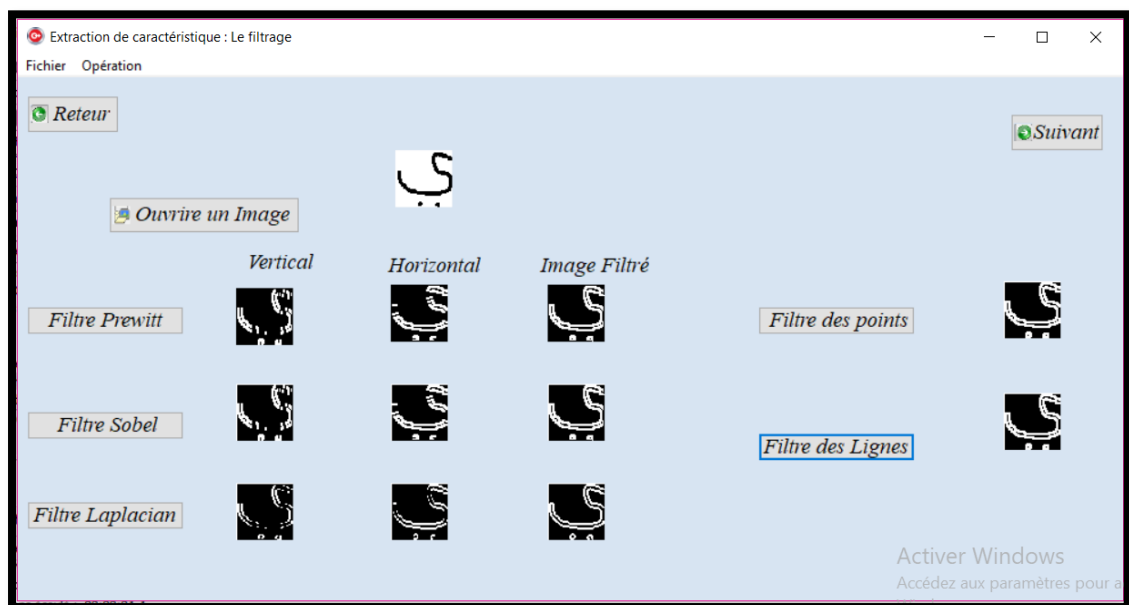 Extraction de caractéristique : Le filtrage
Fichier Opération
Reteur
Suivant
Ouvrire un Image
Vertical Horizontal Image Filtré
Filtre Prewitt
Filtre des points
Filtre Sobel
Filtre des Lignes
Filtre Laplacian
Activer Windows
Accédez aux paramètres pour a